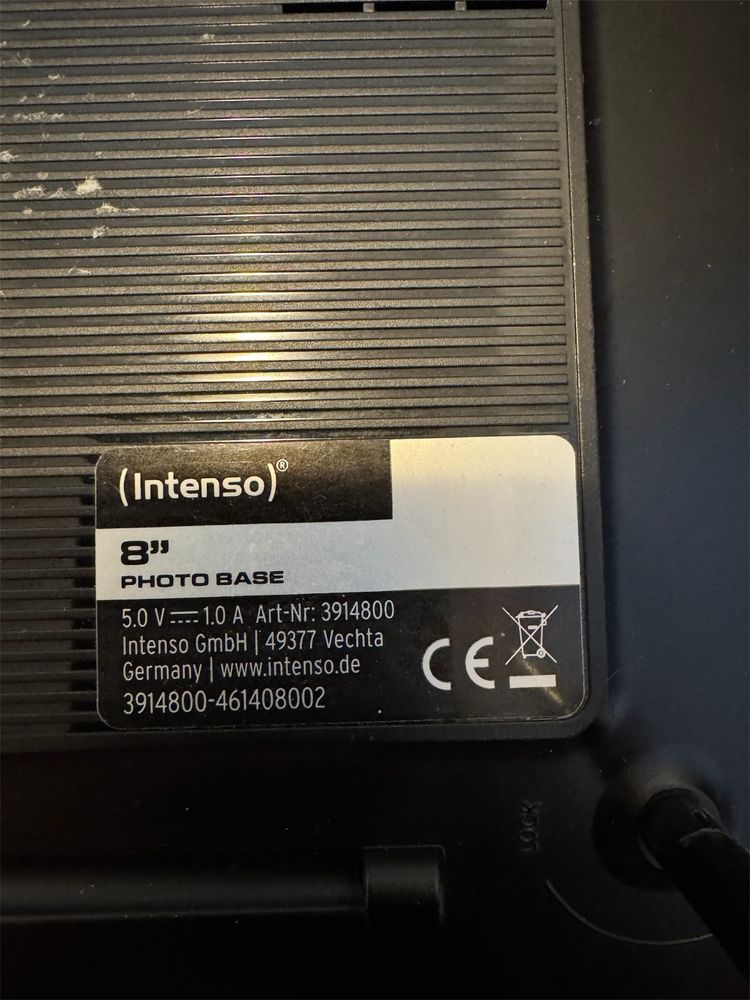 (Intenso)®
8”
PHOTO BASE
5.0 V ⎓ 1.0 A Art-Nr: 3914800
Intenso GmbH | 49377 Vechta
Germany | www.intenso.de
3914800-461408002
CE
LOCK